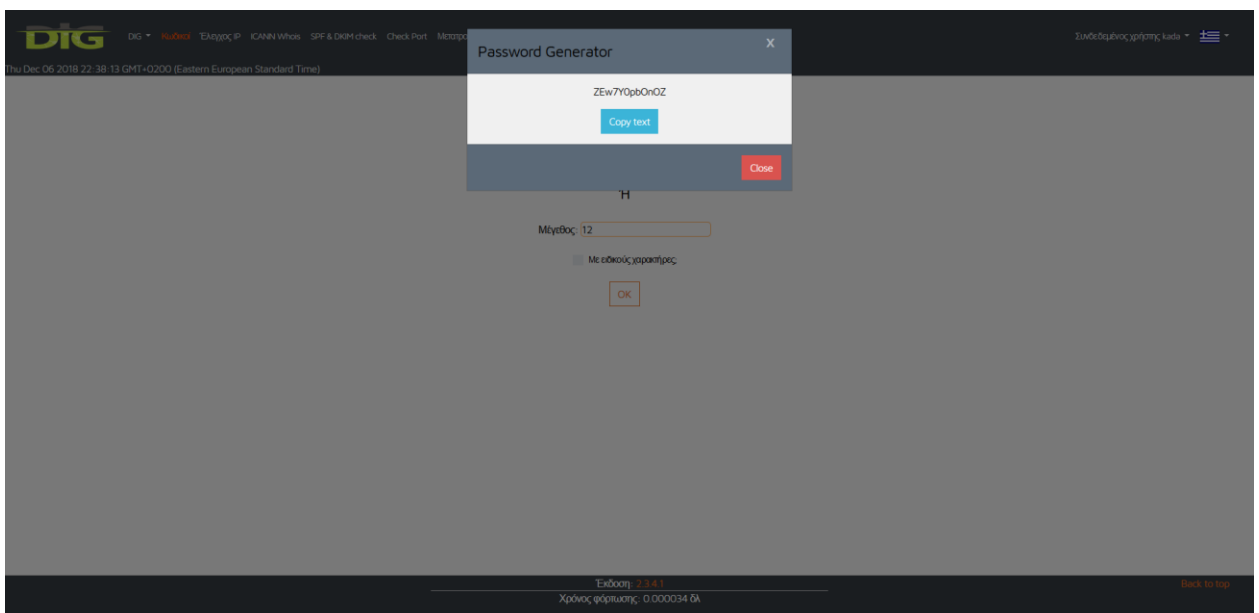 DiG
DIG Κωδικοί Έλεγχος IP ICANN Whois SPF & DKIM check Check Port Μετατρο
Συνδεδεμένος χρήστης kada
Thu Dec 06 2018 22:38:13 GMT+0200 (Eastern European Standard Time)
Password Generator
X
ZEw7Y0pbOnOZ
Copy text
Close
Ή
Μέγεθος: 12
Με ειδικούς χαρακτήρες;
OK
Έκδοση: 2.3.4.1
Back to top
Χρόνος φόρτωσης: 0.000034 δλ